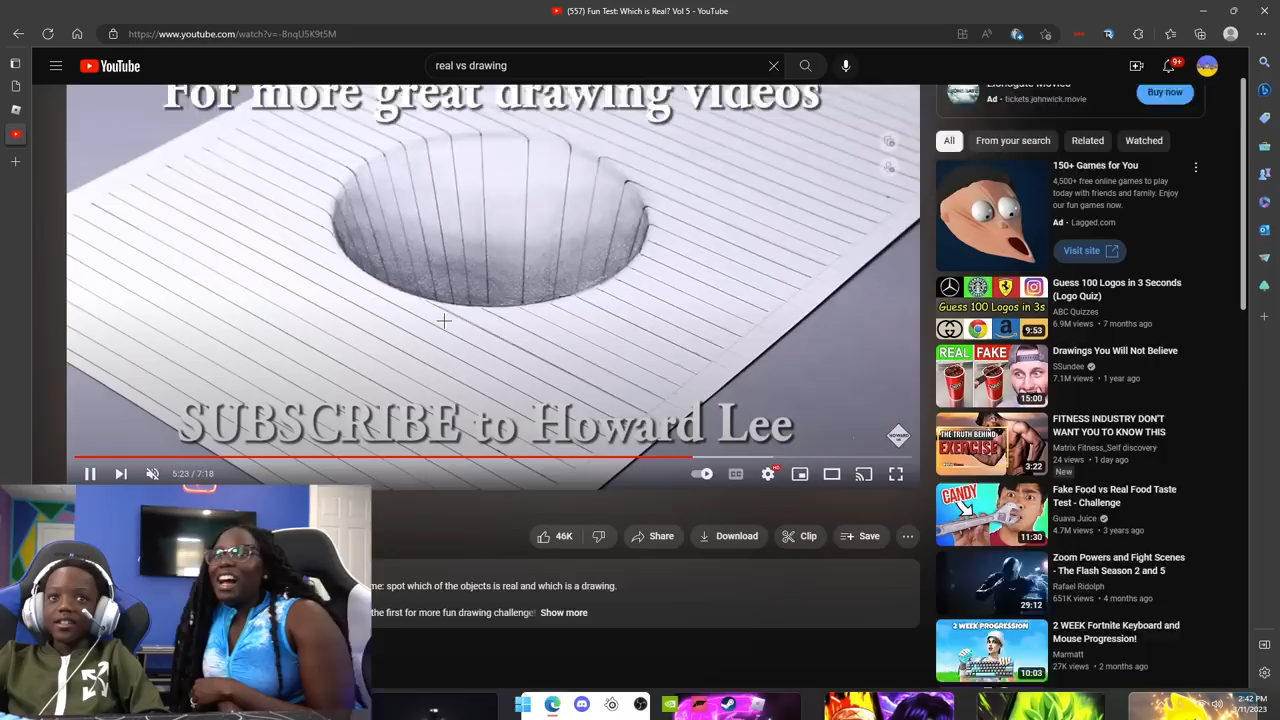 (557) Fun Test: Which is Real? Vol 5 - YouTube
https://www.youtube.com/watch?v=-8nqU5K9t5M
YouTube
real vs drawing
9+
For more great drawing videos
SUBSCRIBE to Howard Lee
HOWARD
5:23 / 7:18
CC
HD
46K
Share
Download
Clip
Save
me: spot which of the objects is real and which is a drawing.
the first for more fun drawing challenge! Show more
Lionsgate Movies
Ad • tickets.johnwick.movie
Buy now
All
From your search
Related
Watched
150+ Games for You
4,500+ free online games to play
today with friends and family. Enjoy
our fun games now.
Ad • Lagged.com
Visit site
Guess 100 Logos in 3s
9:53
Guess 100 Logos in 3 Seconds
(Logo Quiz)
ABC Quizzes
6.9M views • 7 months ago
REAL FAKE
15:00
Drawings You Will Not Believe
SSundee
7.1M views • 1 year ago
THE TRUTH BEHIND
EXERCISE
3:22
FITNESS INDUSTRY DON'T
WANT YOU TO KNOW THIS
Matrix Fitness_Self discovery
24 views • 1 day ago
New
CANDY
11:30
Fake Food vs Real Food Taste
Test - Challenge
Guava Juice
4.7M views • 3 years ago
29:12
Zoom Powers and Fight Scenes
- The Flash Season 2 and 5
Rafael Ridolph
651K views • 4 months ago
2 WEEK PROGRESSION
10:03
2 WEEK Fortnite Keyboard and
Mouse Progression!
Marmatt
27K views • 2 months ago
2:42 PM
/11/2023